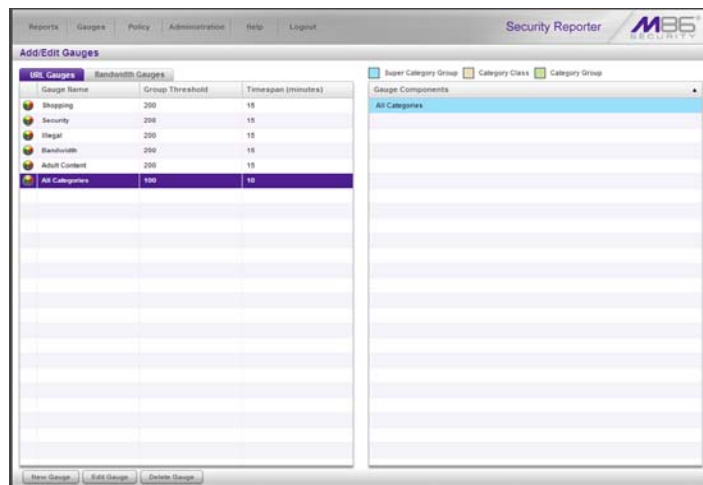 Reports Gauges Policy Administration Help Logout Security Reporter M86 SECURITY
Add/Edit Gauges
URL Gauges Bandwidth Gauges
Gauge Name Group Threshold Timespan (minutes)
Shopping 200 15
Security 200 15
Illegal 200 15
Bandwidth 200 15
Adult Content 200 15
All Categories 100 10
Super Category Group Category Class Category Group
Gauge Components
All Categories
New Gauge Edit Gauge Delete Gauge